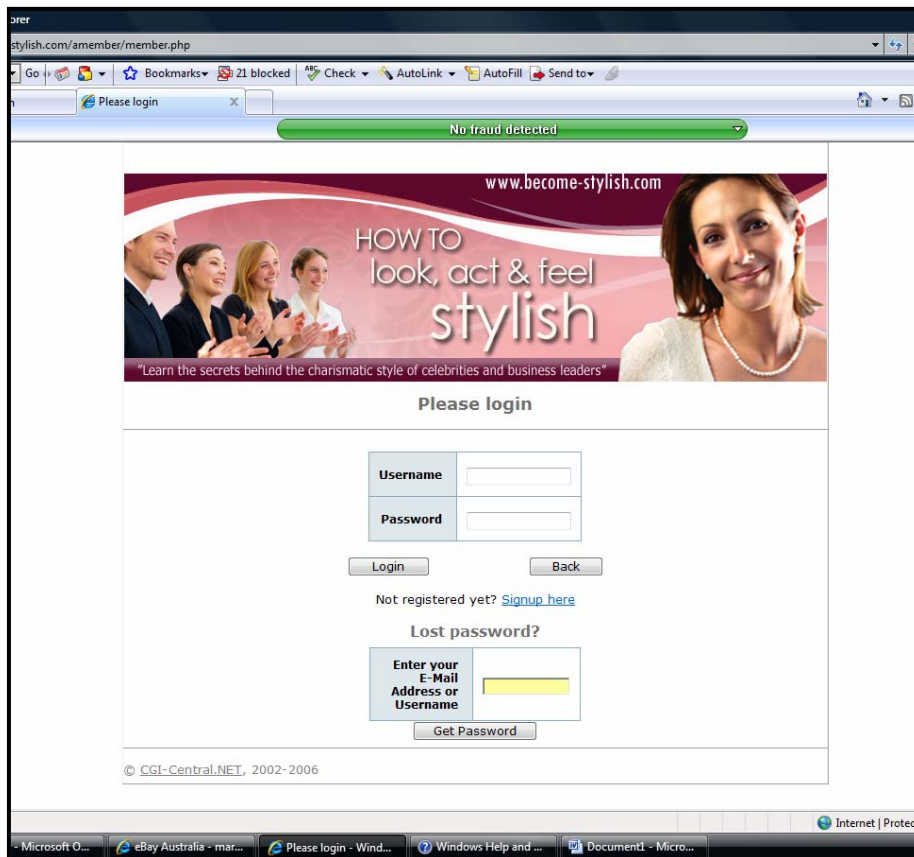 orer
stylish.com/amember/member.php
Go Bookmarks 21 blocked ABC Check AutoLink AutoFill Send to
Please login x
No fraud detected
www.become-stylish.com
HOW TO
look, act & feel
stylish
"Learn the secrets behind the charismatic style of celebrities and business leaders"
Please login
Username
Password
Login Back
Not registered yet? Signup here
Lost password?
Enter your
E-Mail
Address or
Username
Get Password
© CGI-Central.NET, 2002-2006
Internet | Protec
- Microsoft O... eBay Australia - mar... Please login - Wind... Windows Help and ... Document1 - Micro...